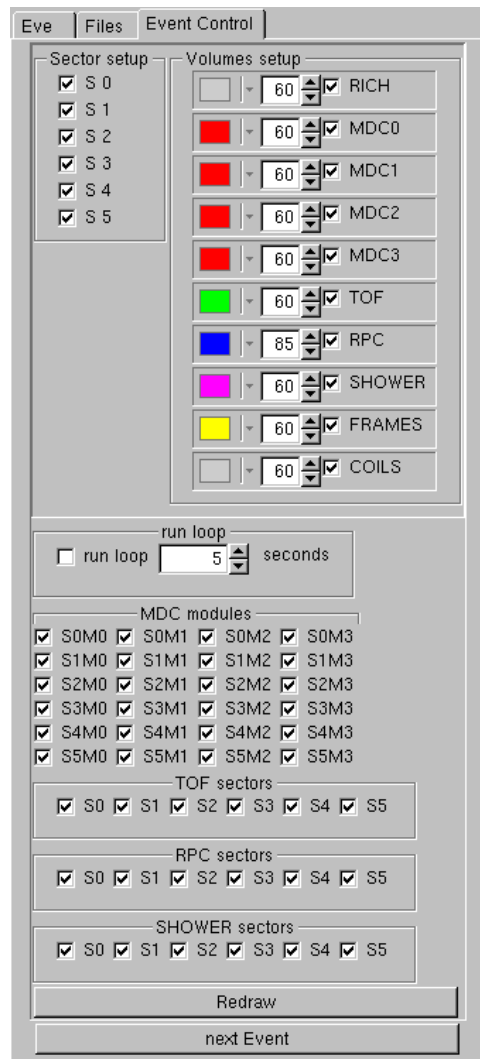 Eve Files Event Control
Sector setup
S 0
S 1
S 2
S 3
S 4
S 5
Volumes setup
60 RICH
60 MDC0
60 MDC1
60 MDC2
60 MDC3
60 TOF
85 RPC
60 SHOWER
60 FRAMES
60 COILS
run loop
run loop 5 seconds
MDC modules
S0M0 S0M1 S0M2 S0M3
S1M0 S1M1 S1M2 S1M3
S2M0 S2M1 S2M2 S2M3
S3M0 S3M1 S3M2 S3M3
S4M0 S4M1 S4M2 S4M3
S5M0 S5M1 S5M2 S5M3
TOF sectors
S0 S1 S2 S3 S4 S5
RPC sectors
S0 S1 S2 S3 S4 S5
SHOWER sectors
S0 S1 S2 S3 S4 S5
Redraw
next Event